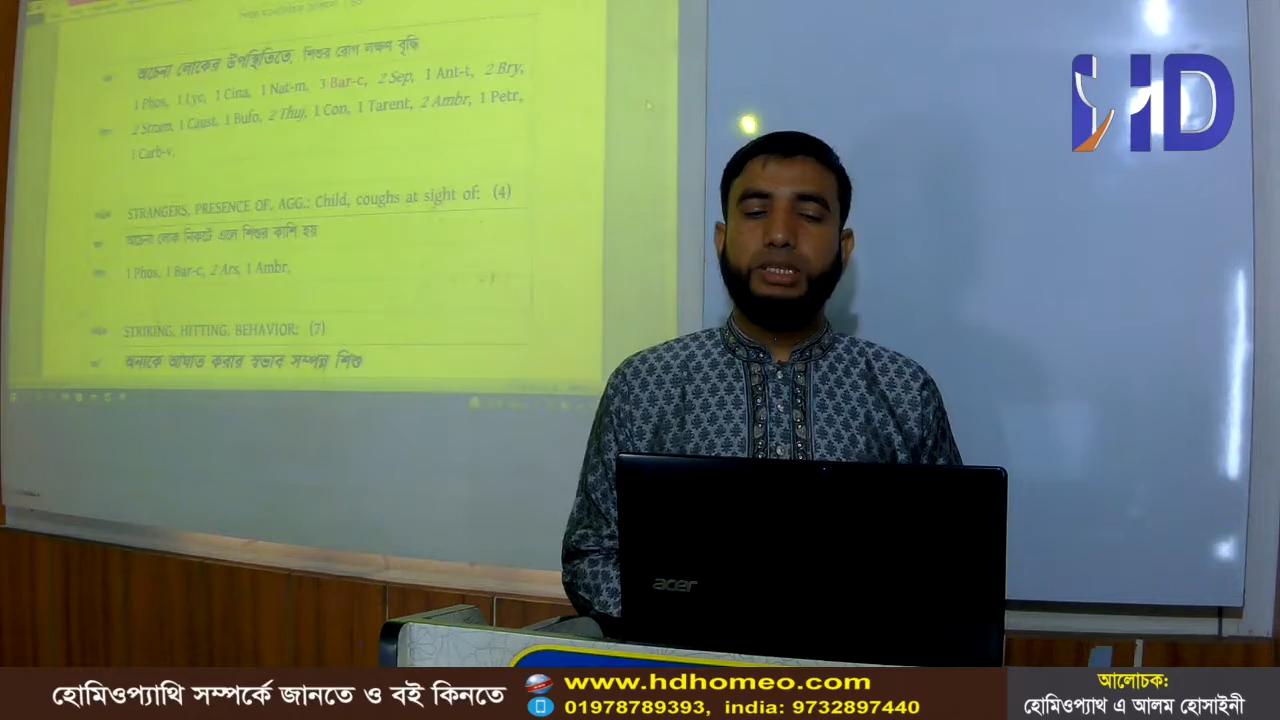 অচেনা লোকের উপস্থিতিতে, শিশুর রোগ লক্ষণ বৃদ্ধি
1 Phos, 1 Lyc, 1 Cina, 1 Nat-m, 3 Bar-c, 2 Sep, 1 Ant-t, 2 Bry,
2 Stram, 1 Caust, 1 Bufo, 2 Thuj, 1 Con, 1 Tarent, 2 Ambr, 1 Petr,
1 Carb-v,
STRANGERS, PRESENCE OF, AGG.: Child, coughs at sight of: (4)
অচেনা লোক নিকটে এলে শিশুর কাশি হয়
1 Phos, 1 Bar-c, 2 Ars, 1 Ambr,
STRIKING, HITTING, BEHAVIOR: (7)
অন্যকে আঘাত করার স্বভাব সম্পন্ন শিশু
HD
acer
হোমিওপ্যাথি সম্পর্কে জানতে ও বই কিনতে
www.hdhomeo.com
01978789393, india: 9732897440
আলোচক:
হোমিওপ্যাথ এ আলম হোসাইনী